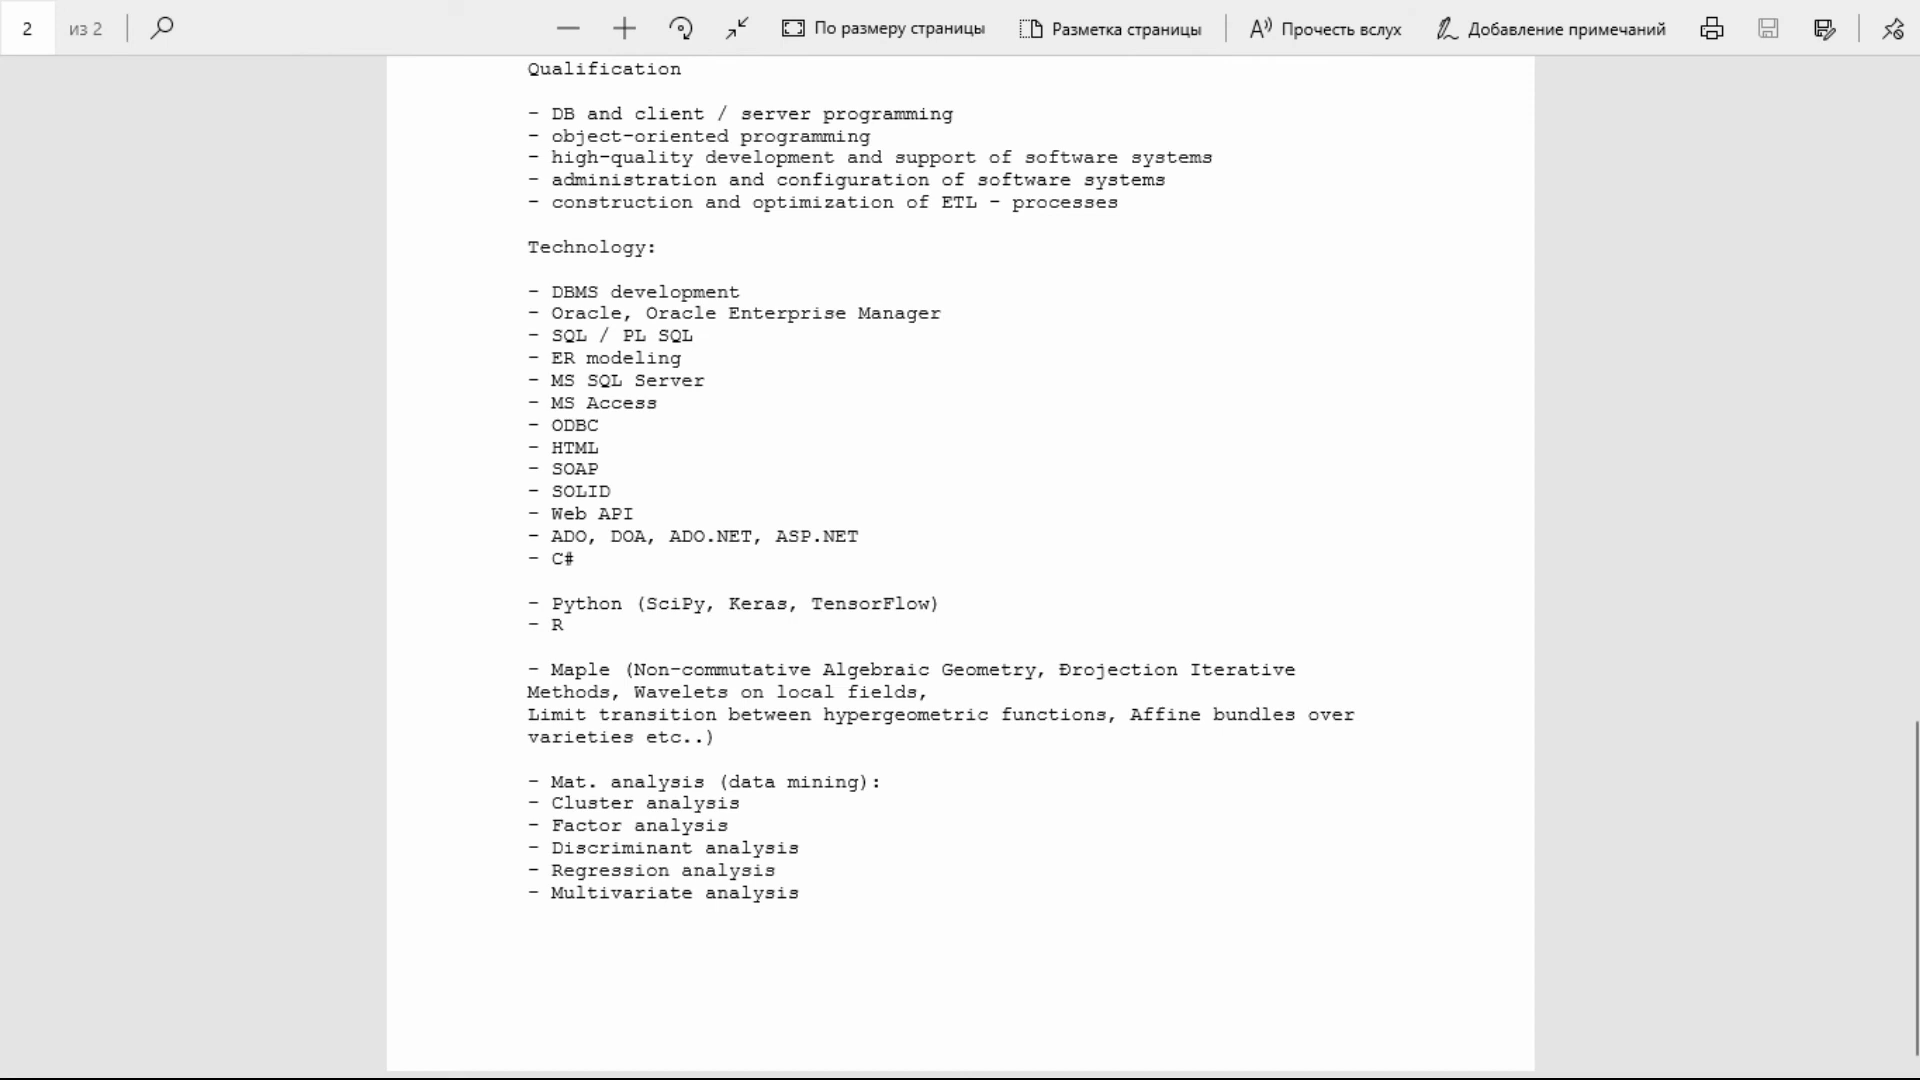 2 из 2 По размеру страницы Разметка страницы Прочесть вслух Добавление примечаний
Qualification
- DB and client / server programming
- object-oriented programming
- high-quality development and support of software systems
- administration and configuration of software systems
- construction and optimization of ETL - processes
Technology:
- DBMS development
- Oracle, Oracle Enterprise Manager
- SQL / PL SQL
- ER modeling
- MS SQL Server
- MS Access
- ODBC
- HTML
- SOAP
- SOLID
- Web API
- ADO, DOA, ADO.NET, ASP.NET
- C#
- Python (SciPy, Keras, TensorFlow)
- R
- Maple (Non-commutative Algebraic Geometry, Ðrojection Iterative
Methods, Wavelets on local fields,
Limit transition between hypergeometric functions, Affine bundles over
varieties etc..)
- Mat. analysis (data mining):
- Cluster analysis
- Factor analysis
- Discriminant analysis
- Regression analysis
- Multivariate analysis